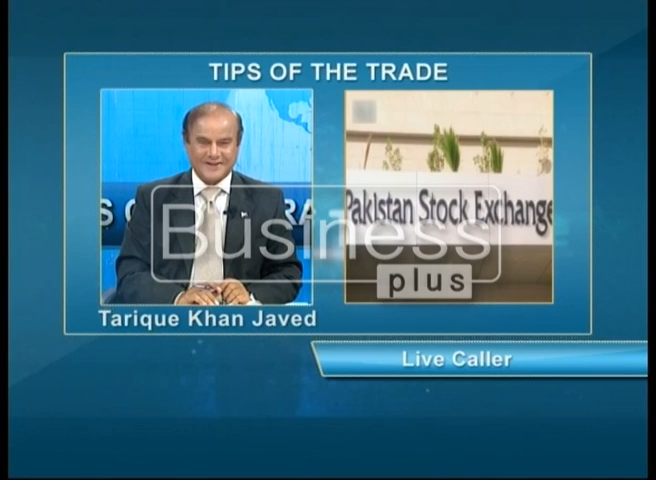 TIPS OF THE TRADE
Pakistan Stock Exchange
Business
plus
Tarique Khan Javed
Live Caller